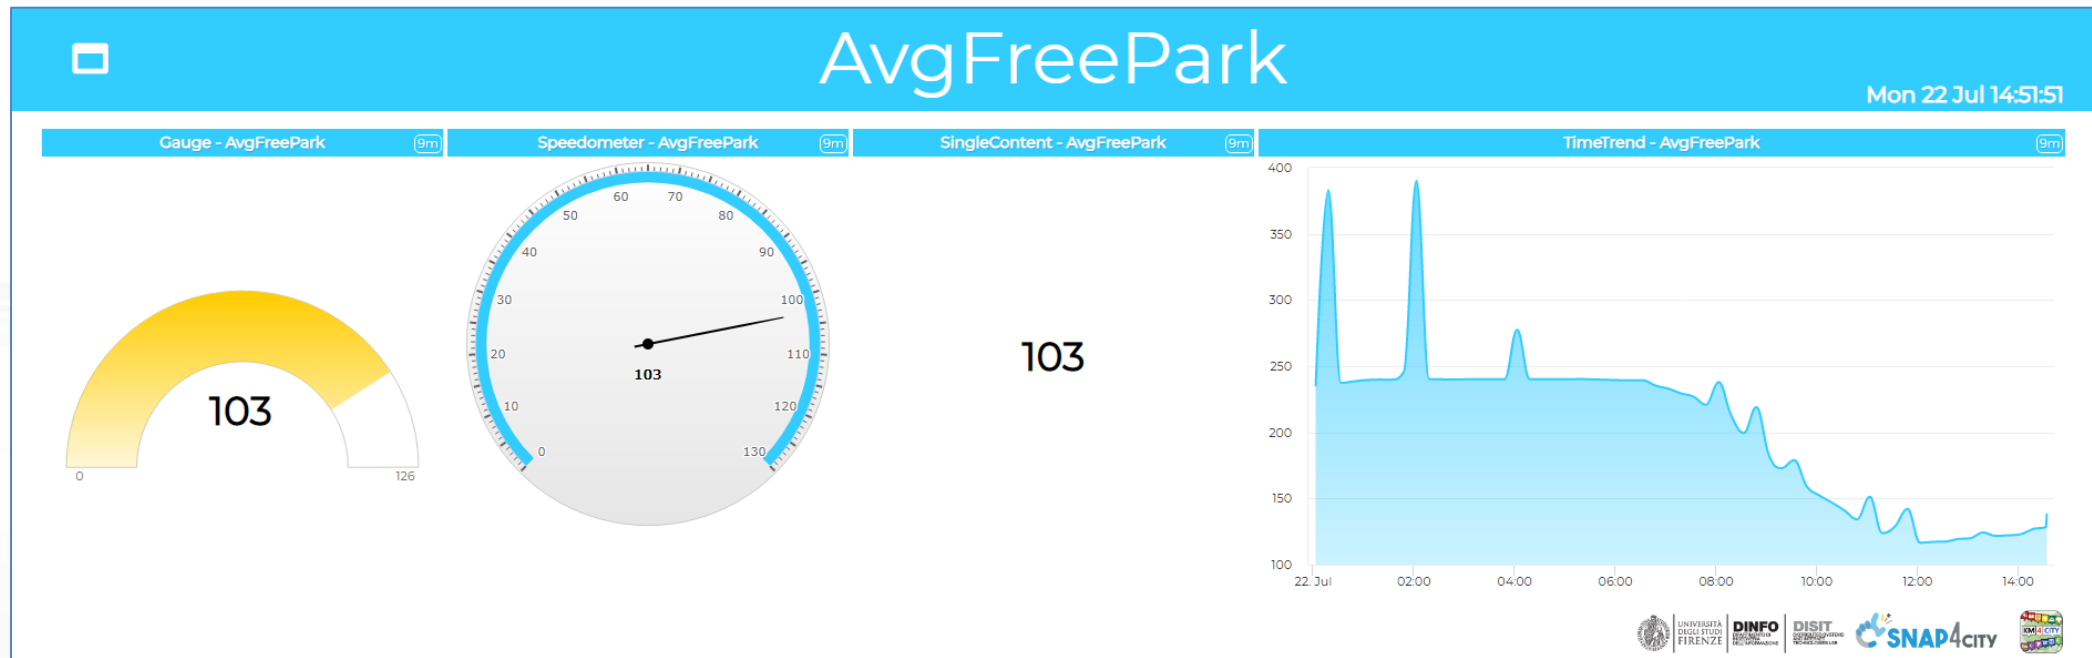 AvgFreePark
Mon 22 Jul 14:51:51
Gauge - AvgFreePark
9m
103
0
126
Speedometer - AvgFreePark
9m
0
10
20
30
40
50
60
70
80
90
100
110
120
130
103
SingleContent - AvgFreePark
9m
103
TimeTrend - AvgFreePark
9m
400
350
300
250
200
150
100
22. Jul
02:00
04:00
06:00
08:00
10:00
12:00
14:00
UNIVERSITÀ
DEGLI STUDI
FIRENZE
DINFO
DISIT
SNAP4CITY
KM4CITY